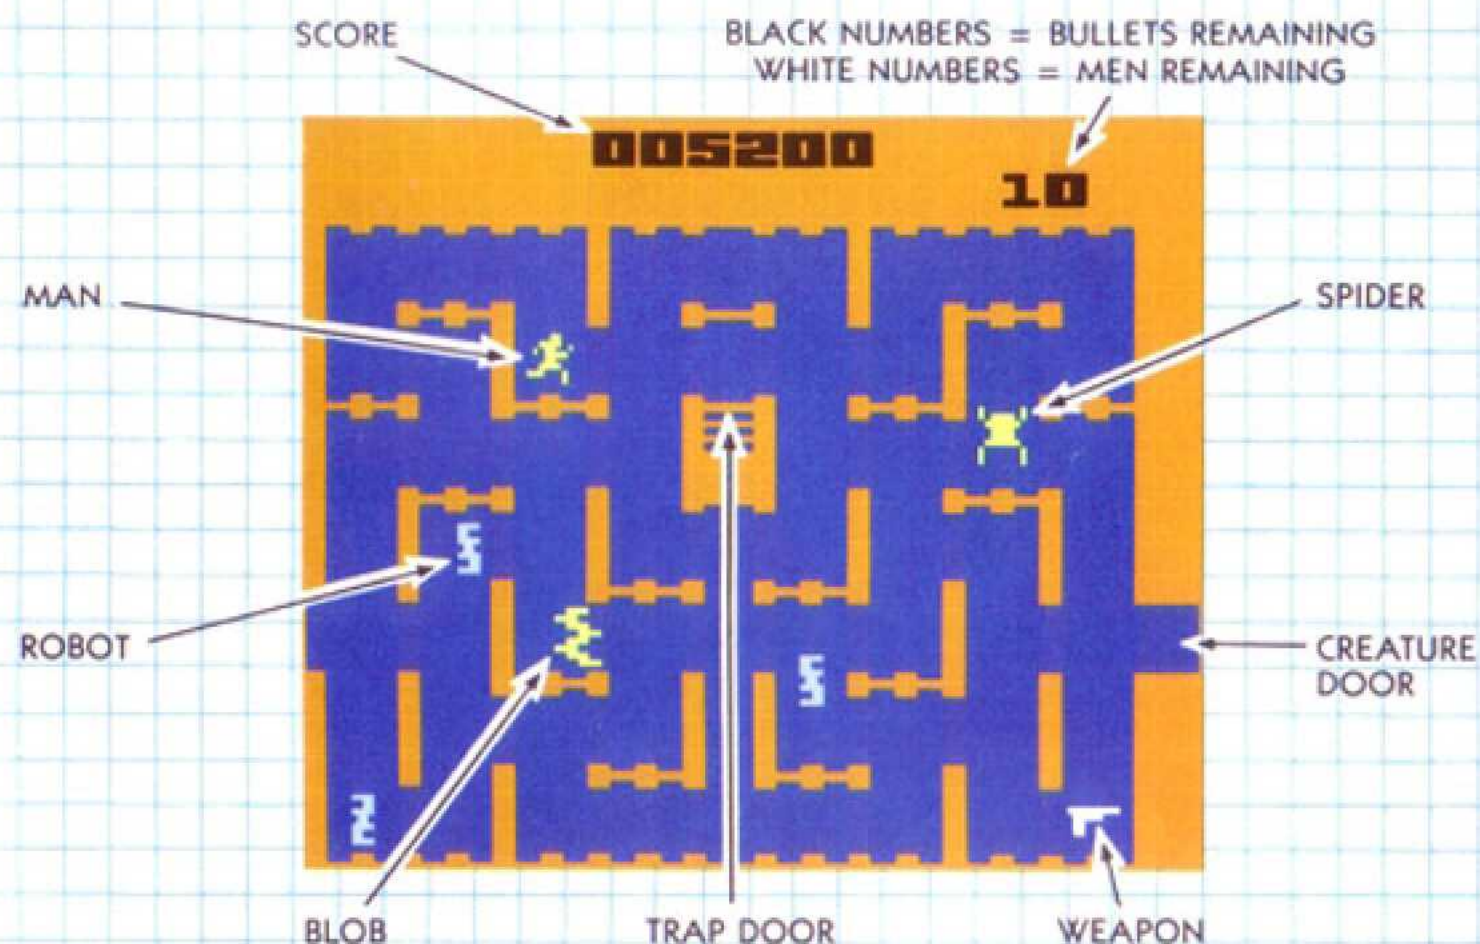 SCORE
BLACK NUMBERS = BULLETS REMAINING
WHITE NUMBERS = MEN REMAINING
005200
10
MAN
SPIDER
ROBOT
CREATURE
DOOR
BLOB
TRAP DOOR
WEAPON